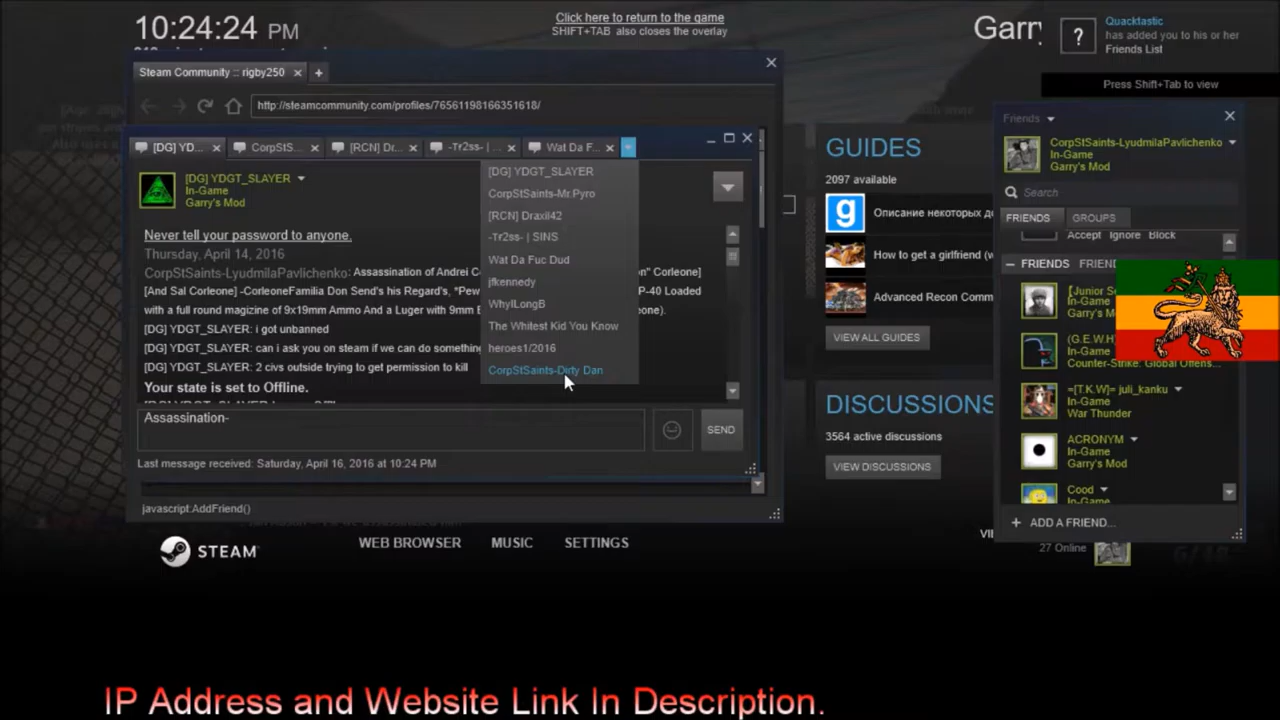 10:24:24 PM
Click here to return to the game
SHIFT+TAB also closes the overlay
Garry
Quacktastic
has added you to his or her
Friends List
Press Shift+Tab to view
Steam Community :: rigby250
http://steamcommunity.com/profiles/76561198166351618/
[DG] YD...
CorpStS...
[RCN] Dr...
-Tr2ss- | ...
Wat Da F...
[DG] YDGT_SLAYER
In-Game
Garry's Mod
[DG] YDGT_SLAYER
CorpStSaints-Mr.Pyro
[RCN] Draxil42
-Tr2ss- | SINS
Wat Da Fuc Dud
jfkennedy
WhyILongB
The Whitest Kid You Know
heroes1/2016
CorpStSaints-Dirty Dan
Never tell your password to anyone.
Thursday, April 14, 2016
CorpStSaints-LyudmilaPavlichenko: Assassination of Andrei C on" Corleone]
[And Sal Corleone] -CorleoneFamilia Don Send's his Regard's, *Pew P-40 Loaded
with a full round magizine of 9x19mm Ammo And a Luger with 9mm
[DG] YDGT_SLAYER: i got unbanned
[DG] YDGT_SLAYER: can i ask you on steam if we can do somethin
[DG] YDGT_SLAYER: 2 civs outside trying to get permission to kill
Your state is set to Offline.
Assassination-
SEND
Last message received: Saturday, April 16, 2016 at 10:24 PM
javascript:AddFriend()
STEAM
WEB BROWSER
MUSIC
SETTINGS
GUIDES
2097 available
Описание некоторых до
How to get a girlfriend (w
Advanced Recon Comm
VIEW ALL GUIDES
DISCUSSIONS
3564 active discussions
VIEW DISCUSSIONS
Friends
CorpStSaints-LyudmilaPavlichenko
In-Game
Garry's Mod
Search
FRIENDS
GROUPS
Accept Ignore Block
FRIENDS
In-Game
Garry's M
(G.E.W.H
In-Game
Counter-Strike: Global Offens...
=[T.K.W]= juli_kanku
In-Game
War Thunder
ACRONYM
In-Game
Garry's Mod
Cood
In-Game
+ ADD A FRIEND...
27 Online
IP Address and Website Link In Description.